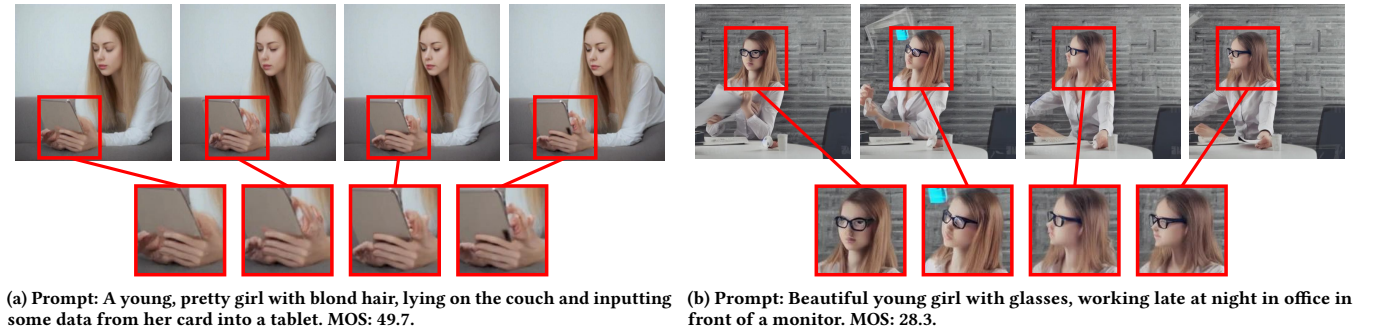 (a) Prompt: A young, pretty girl with blond hair, lying on the couch and inputting
some data from her card into a tablet. MOS: 49.7.
(b) Prompt: Beautiful young girl with glasses, working late at night in office in
front of a monitor. MOS: 28.3.